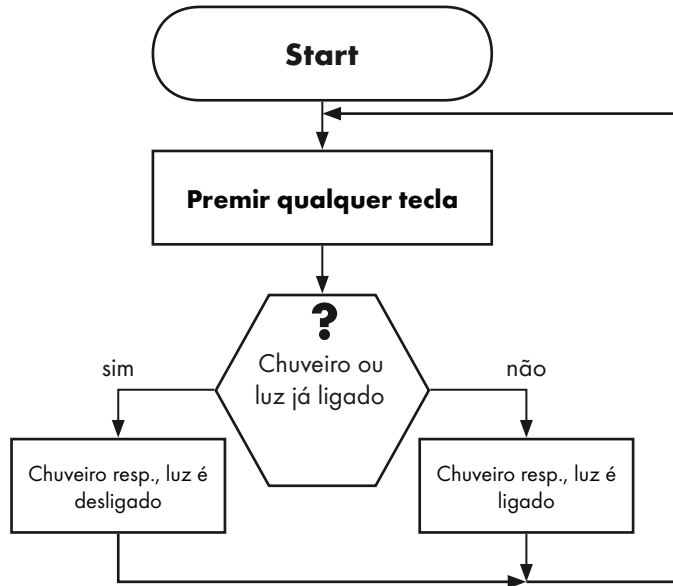 Start
Premir qualquer tecla
?
Chuveiro ou
luz já ligado
sim
não
Chuveiro resp., luz é
desligado
Chuveiro resp., luz é
ligado